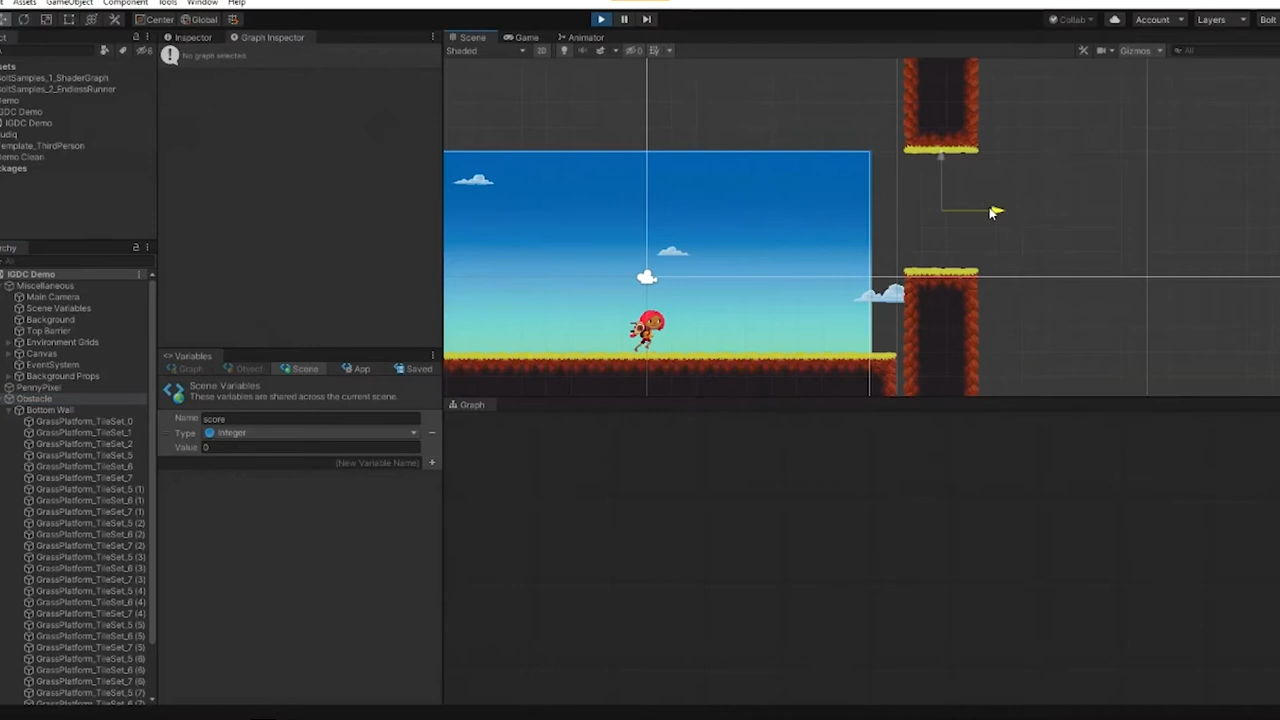 Assets GameObject Component Tools Window Help
Center Global Collab Account Layers Bolt
Inspector Graph Inspector
No graph selected.
Scene Game Animator
Shaded 2D 0 Gizmos All
BoltSamples_1_ShaderGraph
BoltSamples_2_EndlessRunner
Demo
IGDC Demo
IGDC Demo
Template_ThirdPerson
Demo Clean
IGDC Demo
Miscellaneous
Main Camera
Scene Variables
Background
Top Barrier
Environment Grids
Canvas
EventSystem
Background Props
PennyPixel
Obstacle
Bottom Wall
GrassPlatform_TileSet_0
GrassPlatform_TileSet_1
GrassPlatform_TileSet_2
GrassPlatform_TileSet_5
GrassPlatform_TileSet_6
GrassPlatform_TileSet_7
GrassPlatform_TileSet_5 (1)
GrassPlatform_TileSet_6 (1)
GrassPlatform_TileSet_7 (1)
GrassPlatform_TileSet_5 (2)
GrassPlatform_TileSet_6 (2)
GrassPlatform_TileSet_7 (2)
GrassPlatform_TileSet_5 (3)
GrassPlatform_TileSet_6 (3)
GrassPlatform_TileSet_7 (3)
GrassPlatform_TileSet_5 (4)
GrassPlatform_TileSet_6 (4)
GrassPlatform_TileSet_7 (4)
GrassPlatform_TileSet_5 (5)
GrassPlatform_TileSet_6 (5)
GrassPlatform_TileSet_7 (5)
GrassPlatform_TileSet_5 (6)
GrassPlatform_TileSet_6 (6)
GrassPlatform_TileSet_7 (6)
GrassPlatform_TileSet_5 (7)
Variables
Graph Object Scene App Saved
Scene Variables
These variables are shared across the current scene.
Name score
Type Integer
Value 0
(New Variable Name)
Graph